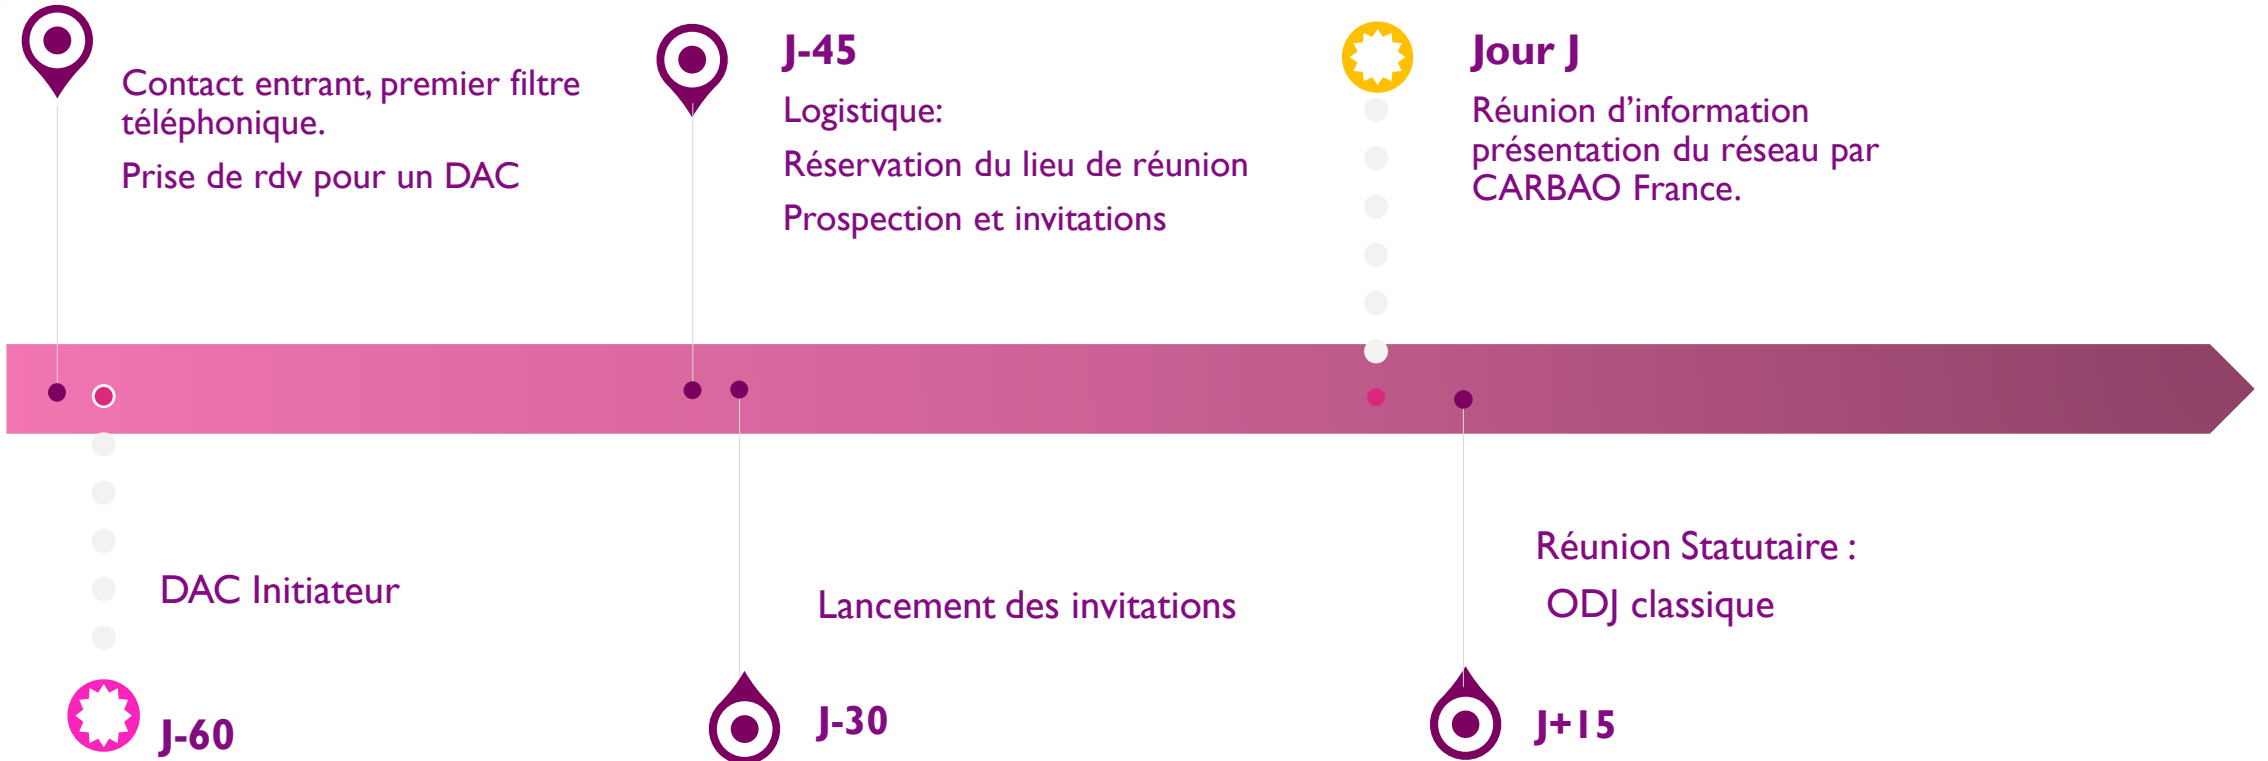 Contact entrant, premier filtre
téléphonique.
Prise de rdv pour un DAC
J-45
Logistique:
Réservation du lieu de réunion
Prospection et invitations
Jour J
Réunion d’information
présentation du réseau par
CARBAO France.
DAC Initiateur
J-60
Lancement des invitations
J-30
Réunion Statutaire :
ODJ classique
J+15